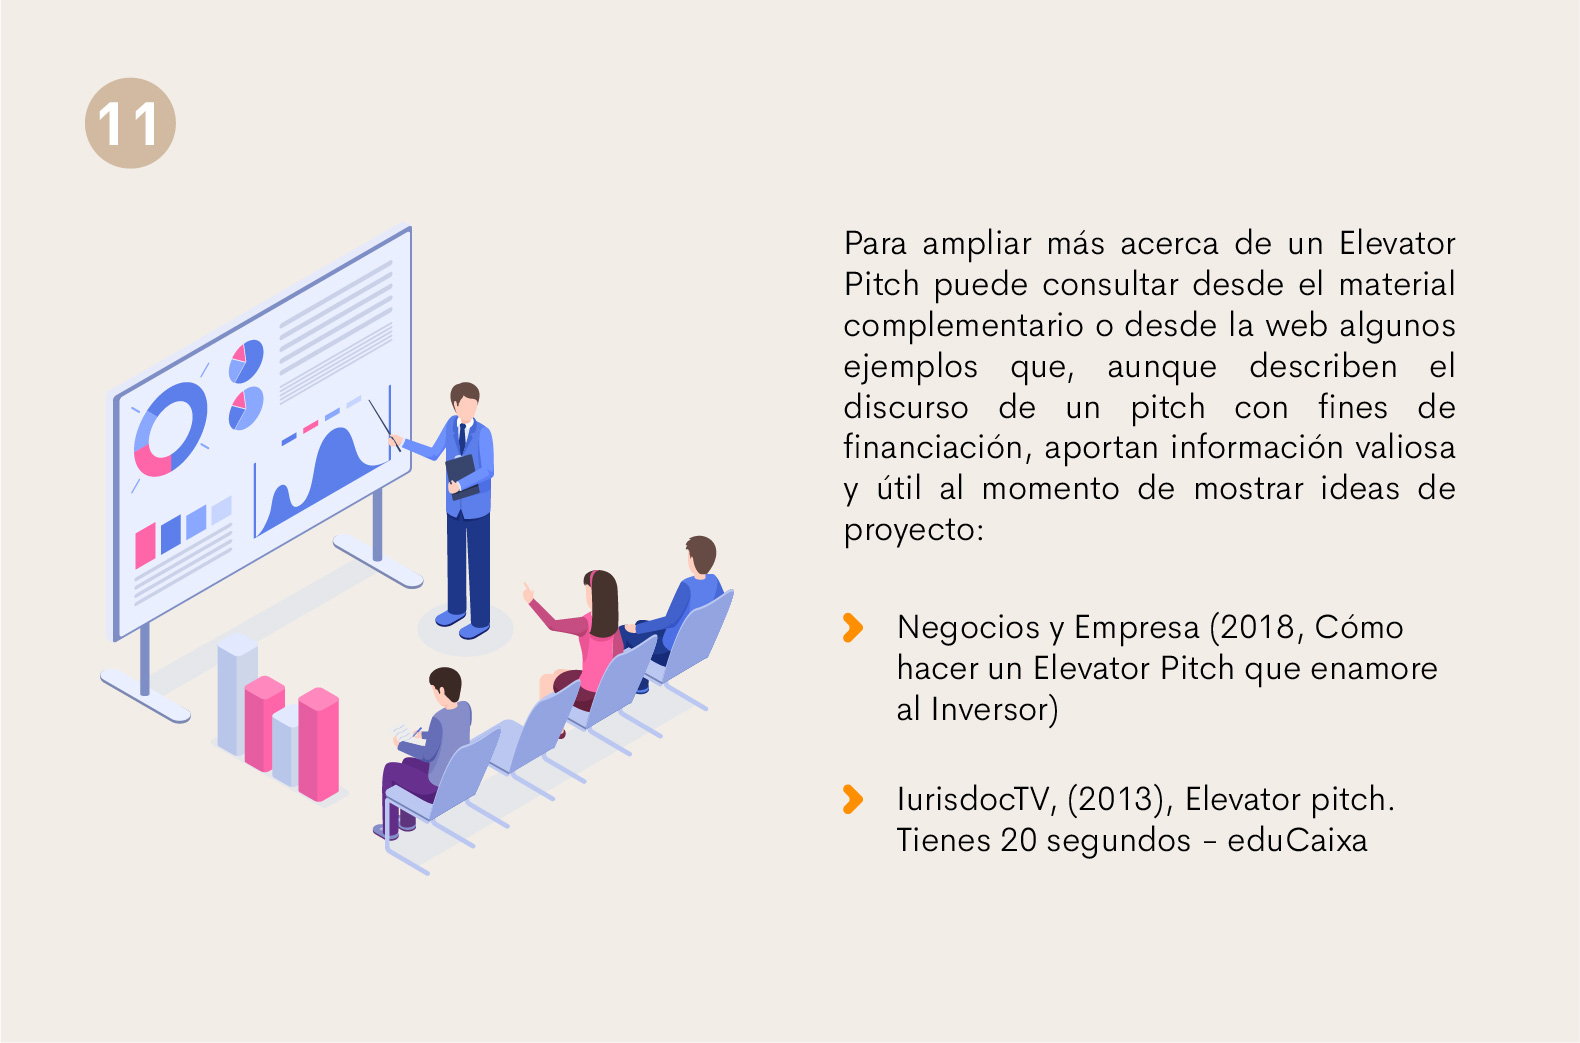 11
Para ampliar más acerca de un Elevator
Pitch puede consultar desde el material
complementario o desde la web algunos
ejemplos que, aunque describen el
discurso de un pitch con fines de
financiación, aportan información valiosa
y útil al momento de mostrar ideas de
proyecto:
Negocios y Empresa (2018, Cómo
hacer un Elevator Pitch que enamore
al Inversor)
IurisdocTV, (2013), Elevator pitch.
Tienes 20 segundos - eduCaixa